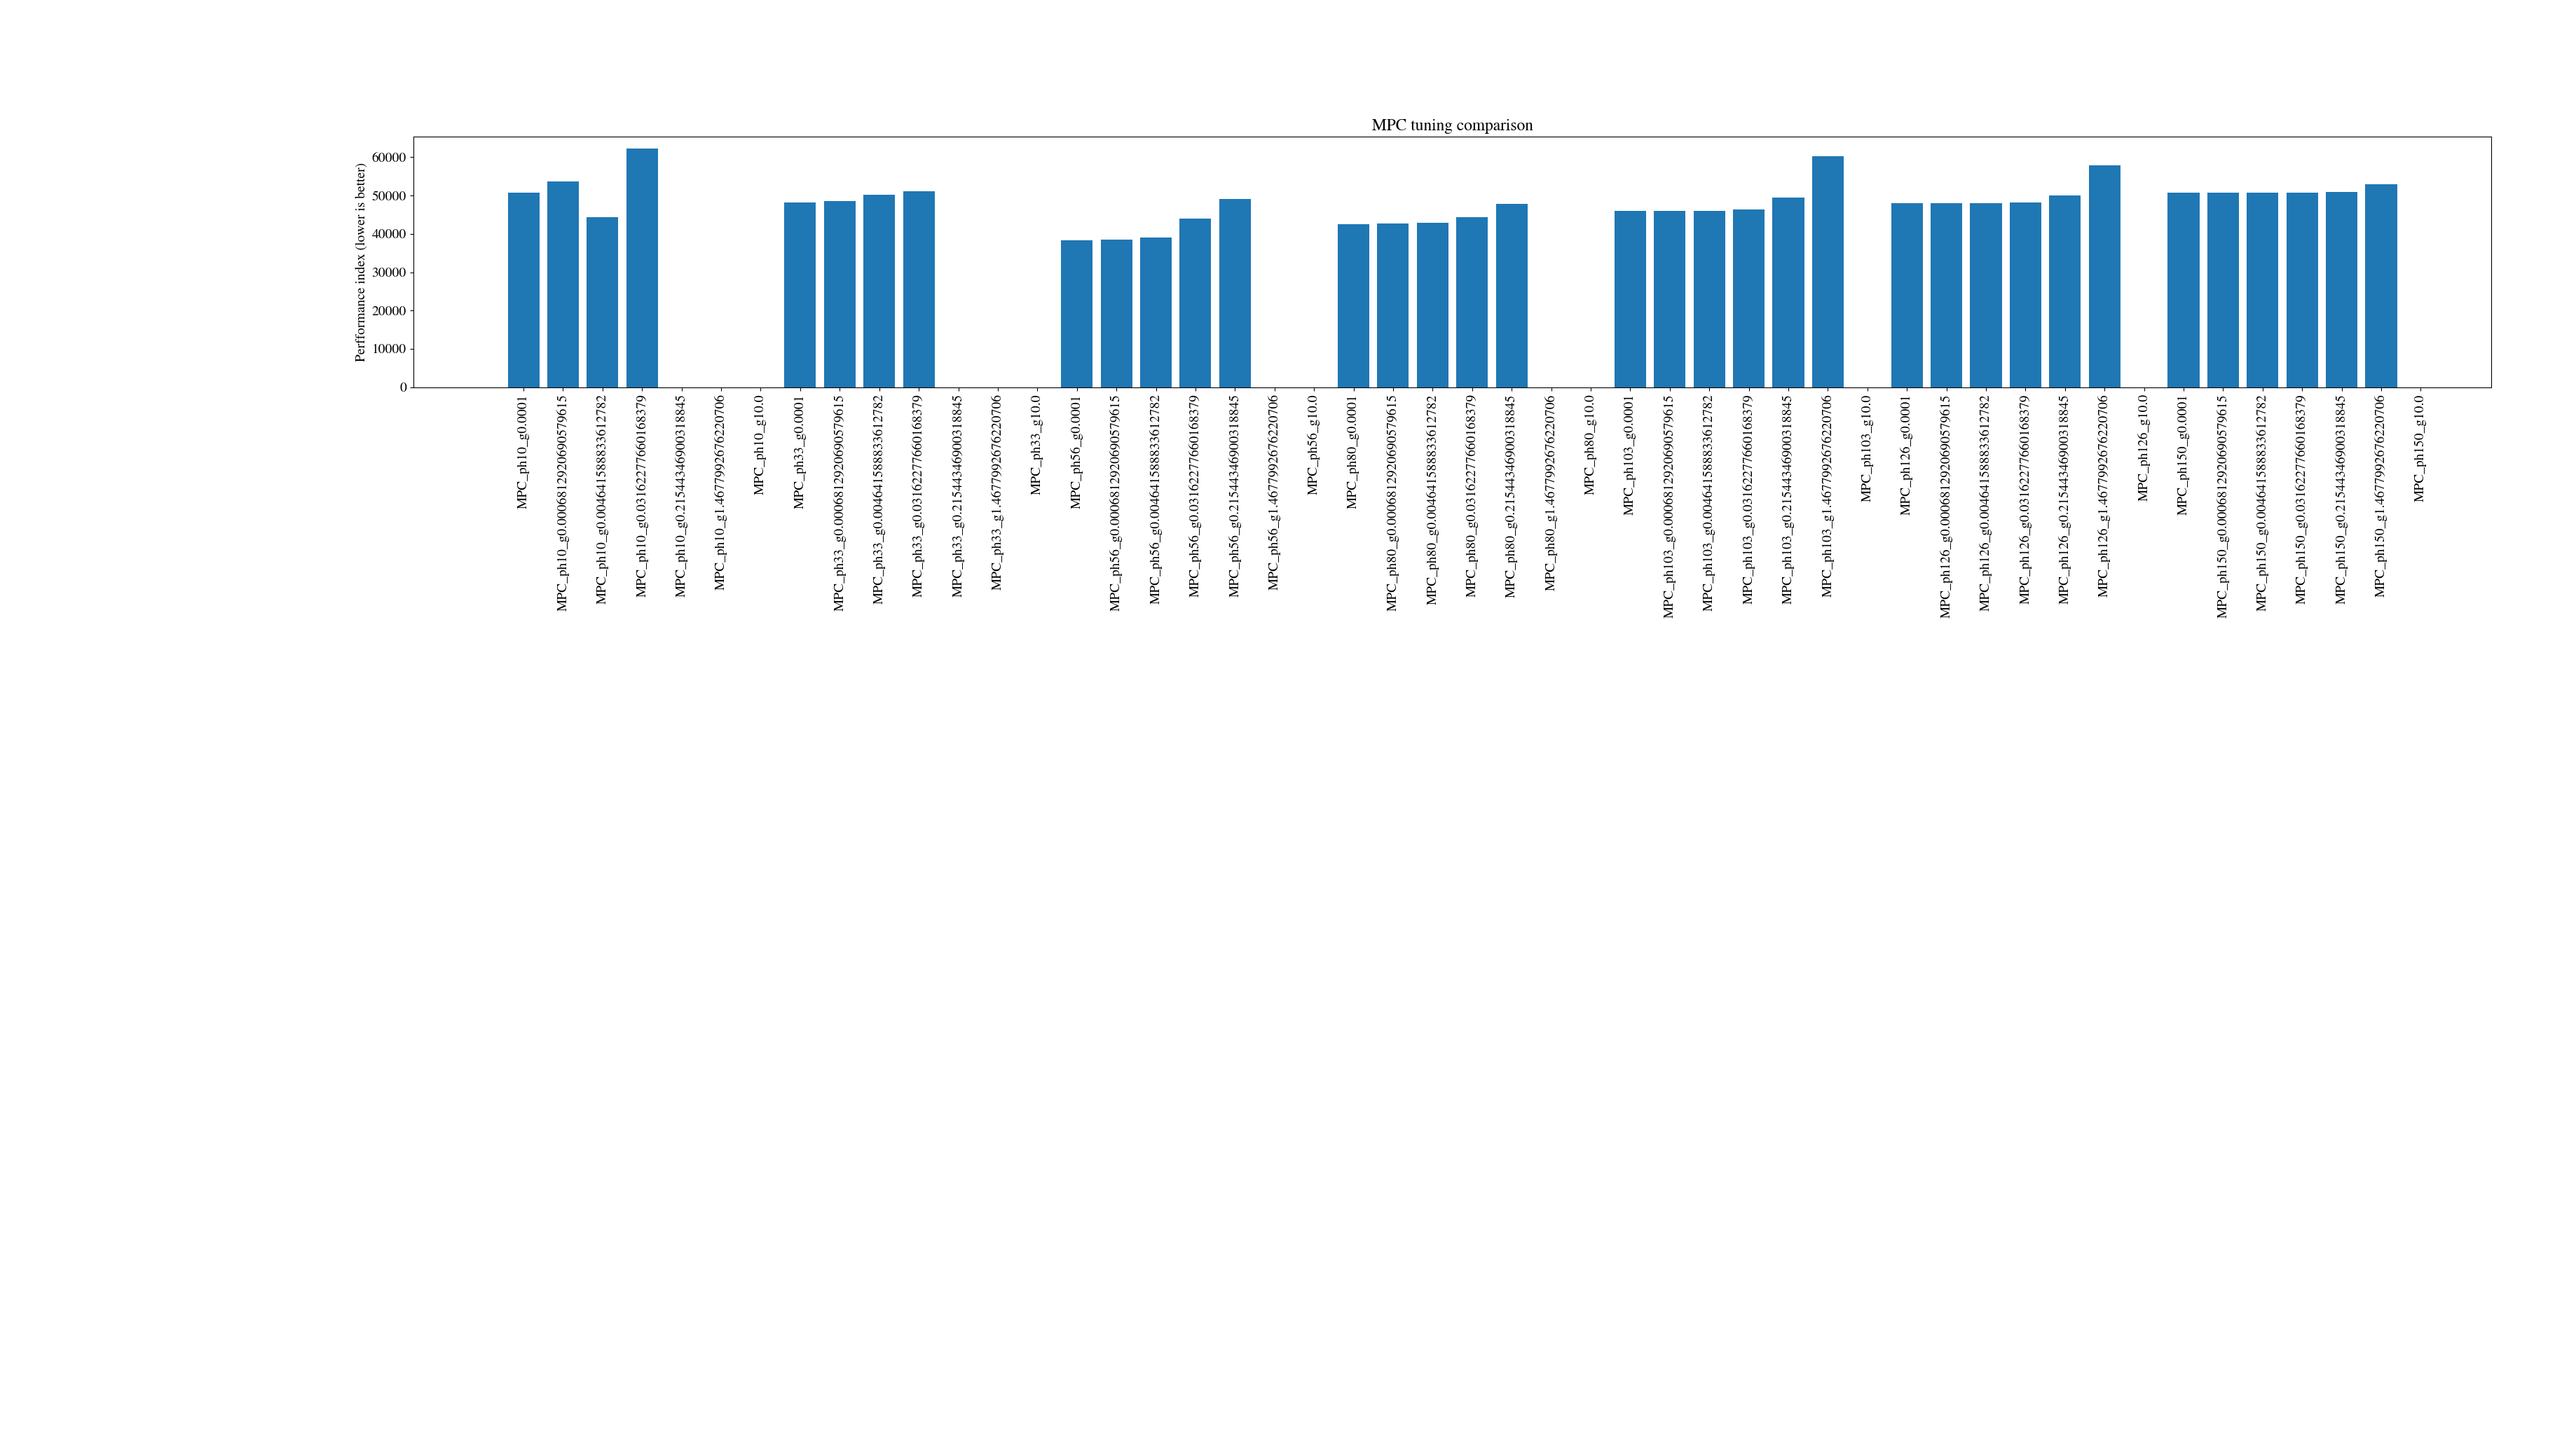 MPC tuning comparison
Perfformance index (lower is better)
60000
50000
40000
30000
20000
10000
0
MPC_ph10_g0.0001
MPC_ph10_g0.0006812920690579615
MPC_ph10_g0.004641588833612782
MPC_ph10_g0.03162277660168379
MPC_ph10_g0.21544346900318845
MPC_ph10_g1.4677992676220706
MPC_ph10_g10.0
MPC_ph33_g0.0001
MPC_ph33_g0.0006812920690579615
MPC_ph33_g0.004641588833612782
MPC_ph33_g0.03162277660168379
MPC_ph33_g0.21544346900318845
MPC_ph33_g1.4677992676220706
MPC_ph33_g10.0
MPC_ph56_g0.0001
MPC_ph56_g0.0006812920690579615
MPC_ph56_g0.004641588833612782
MPC_ph56_g0.03162277660168379
MPC_ph56_g0.21544346900318845
MPC_ph56_g1.4677992676220706
MPC_ph56_g10.0
MPC_ph80_g0.0001
MPC_ph80_g0.0006812920690579615
MPC_ph80_g0.004641588833612782
MPC_ph80_g0.03162277660168379
MPC_ph80_g0.21544346900318845
MPC_ph80_g1.4677992676220706
MPC_ph80_g10.0
MPC_ph103_g0.0001
MPC_ph103_g0.0006812920690579615
MPC_ph103_g0.004641588833612782
MPC_ph103_g0.03162277660168379
MPC_ph103_g0.21544346900318845
MPC_ph103_g1.4677992676220706
MPC_ph103_g10.0
MPC_ph126_g0.0001
MPC_ph126_g0.0006812920690579615
MPC_ph126_g0.004641588833612782
MPC_ph126_g0.03162277660168379
MPC_ph126_g0.21544346900318845
MPC_ph126_g1.4677992676220706
MPC_ph126_g10.0
MPC_ph150_g0.0001
MPC_ph150_g0.0006812920690579615
MPC_ph150_g0.004641588833612782
MPC_ph150_g0.03162277660168379
MPC_ph150_g0.21544346900318845
MPC_ph150_g1.4677992676220706
MPC_ph150_g10.0